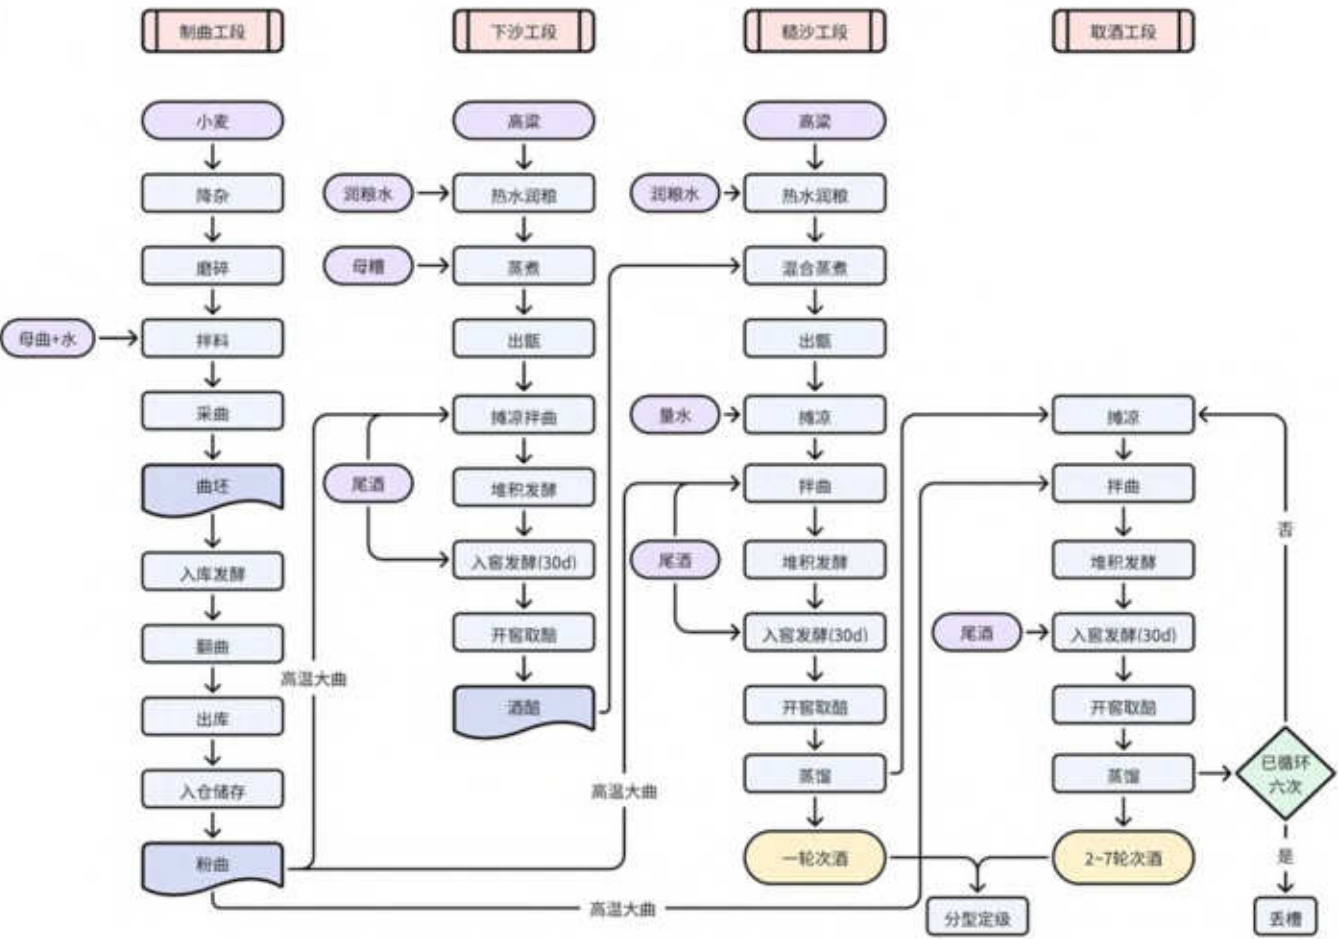 制曲工段
下沙工段
糙沙工段
取酒工段
小麦
降杂
磨碎
母曲+水
拌料
采曲
曲坯
入库发酵
翻曲
出库
入仓储存
粉曲
高温大曲
高粱
润粮水
热水润粮
母糟
蒸煮
出甑
摊凉拌曲
尾酒
堆积发酵
入窖发酵(30d)
开窖取醅
酒醅
高温大曲
高温大曲
高粱
润粮水
热水润粮
混合蒸煮
出甑
量水
摊凉
拌曲
尾酒
堆积发酵
入窖发酵(30d)
开窖取醅
蒸馏
一轮次酒
摊凉
拌曲
堆积发酵
尾酒
入窖发酵(30d)
开窖取醅
蒸馏
2~7轮次酒
分型定级
否
已循环
六次
是
丢槽